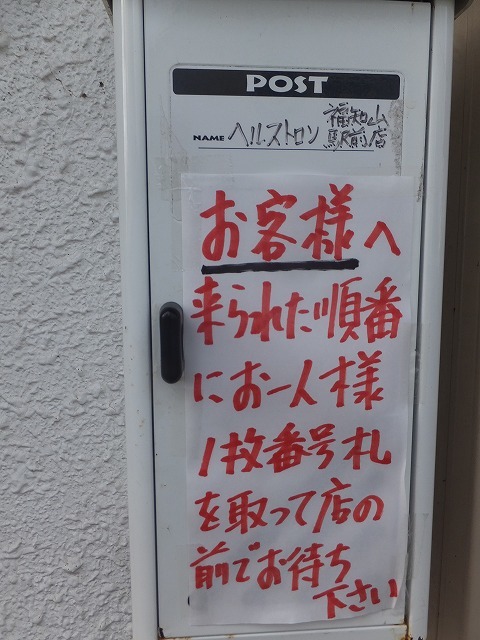 POST
NAME ヘルストロン 福知山
駅前店
お客様へ
来られた順番
にお一人様
1枚番号札
を取って店の
前でお待ち
下さい